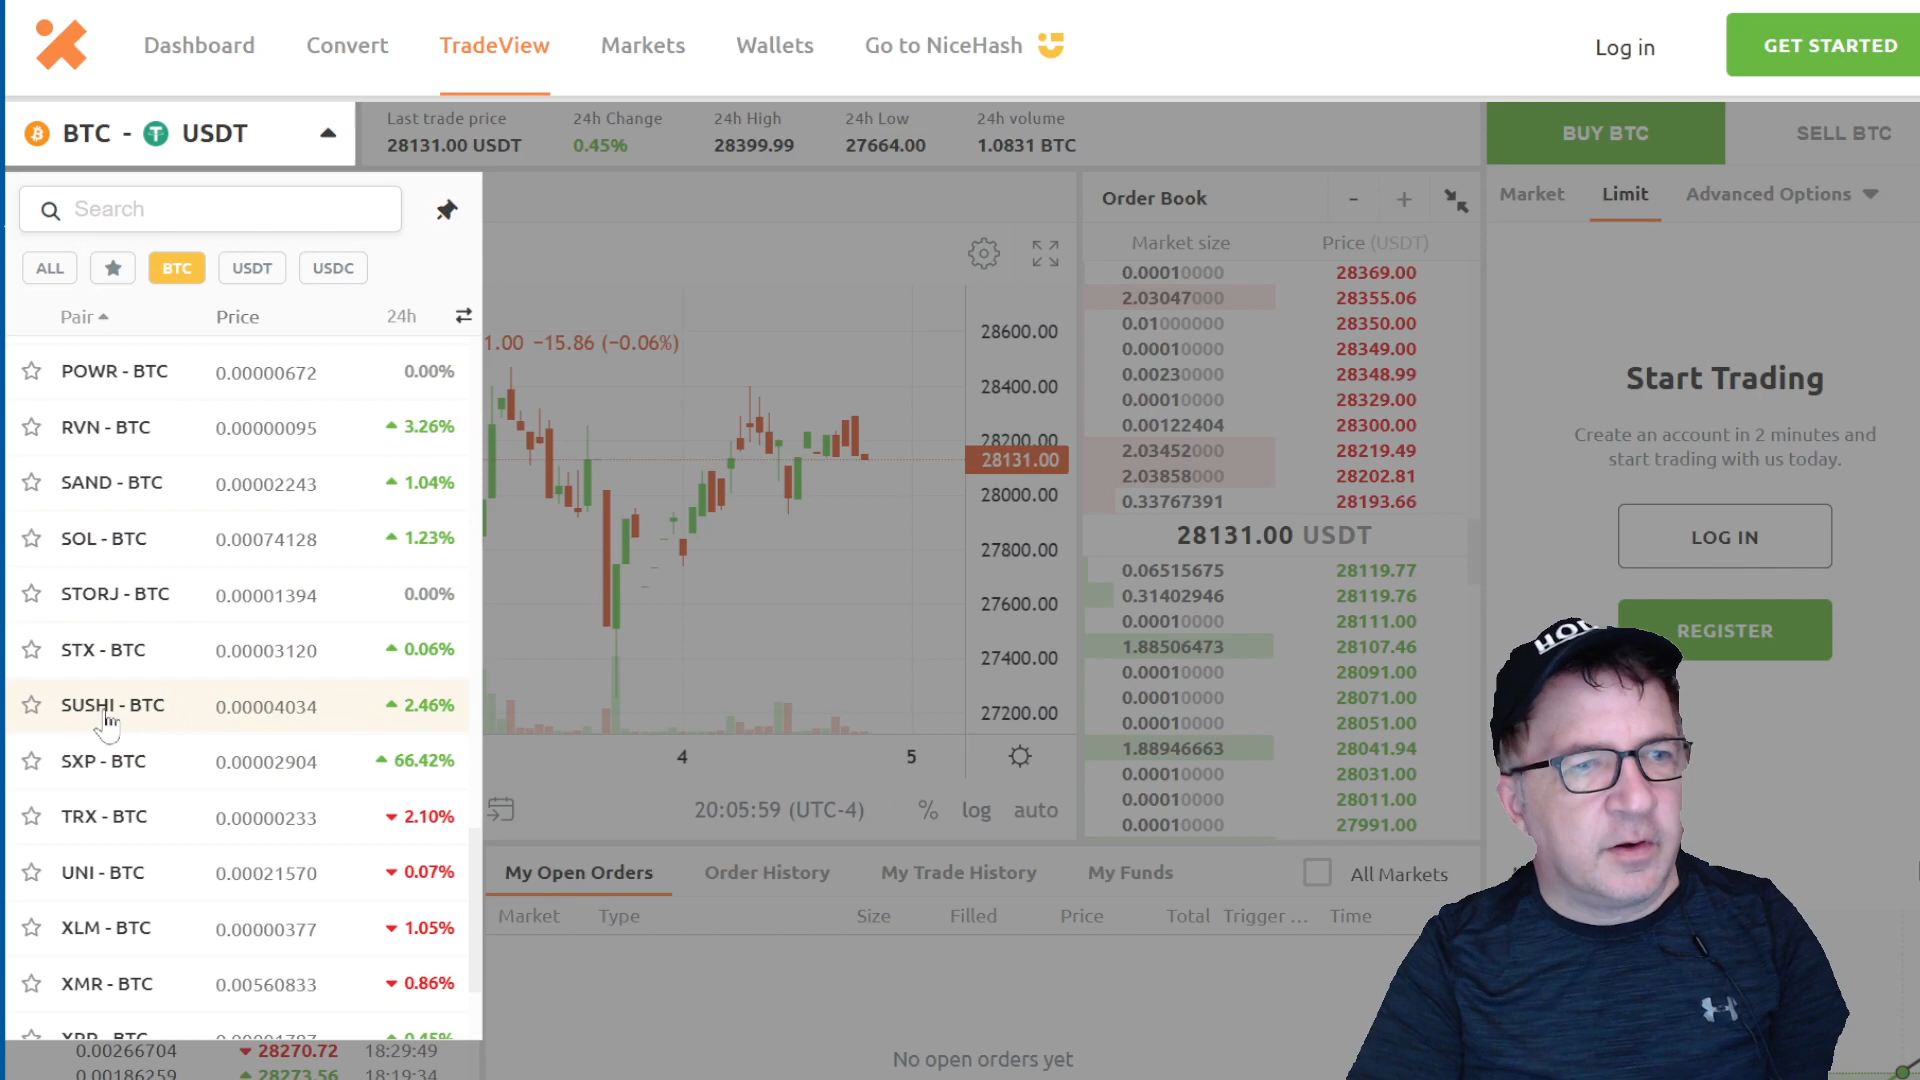 Dashboard Convert TradeView Markets Wallets Go to NiceHash Log in GET STARTED
BTC - USDT
Last trade price 24h Change 24h High 24h Low 24h volume
28131.00 USDT 0.45% 28399.99 27664.00 1.0831 BTC
BUY BTC SELL BTC
Search
ALL BTC USDT USDC
Pair Price 24h
POWR - BTC 0.00000672 0.00%
RVN - BTC 0.00000095 3.26%
SAND - BTC 0.00002243 1.04%
SOL - BTC 0.00074128 1.23%
STORJ - BTC 0.00001394 0.00%
STX - BTC 0.00003120 0.06%
SUSHI - BTC 0.00004034 2.46%
SXP - BTC 0.00002904 66.42%
TRX - BTC 0.00000233 2.10%
UNI - BTC 0.00021570 0.07%
XLM - BTC 0.00000377 1.05%
XMR - BTC 0.00560833 0.86%
0.00266704 28270.72 18:29:49
0.00186259 28273.56 18:19:34
1.00 −15.86 (−0.06%)
28600.00
28400.00
28200.00
28131.00
28000.00
27800.00
27600.00
27400.00
27200.00
4 5
20:05:59 (UTC-4) % log auto
Order Book - +
Market size Price (USDT)
0.00010000 28369.00
2.03047000 28355.06
0.01000000 28350.00
0.00010000 28349.00
0.00230000 28348.99
0.00010000 28329.00
0.00122404 28300.00
2.03452000 28219.49
2.03858000 28202.81
0.33767391 28193.66
28131.00 USDT
0.06515675 28119.77
0.31402946 28119.76
0.00010000 28111.00
1.88506473 28107.46
0.00010000 28091.00
0.00010000 28071.00
0.00010000 28051.00
1.88946663 28041.94
0.00010000 28031.00
0.00010000 28011.00
0.00010000 27991.00
Market Limit Advanced Options
Start Trading
Create an account in 2 minutes and
start trading with us today.
LOG IN
REGISTER
My Open Orders Order History My Trade History My Funds All Markets
Market Type Size Filled Price Total Trigger ... Time
No open orders yet